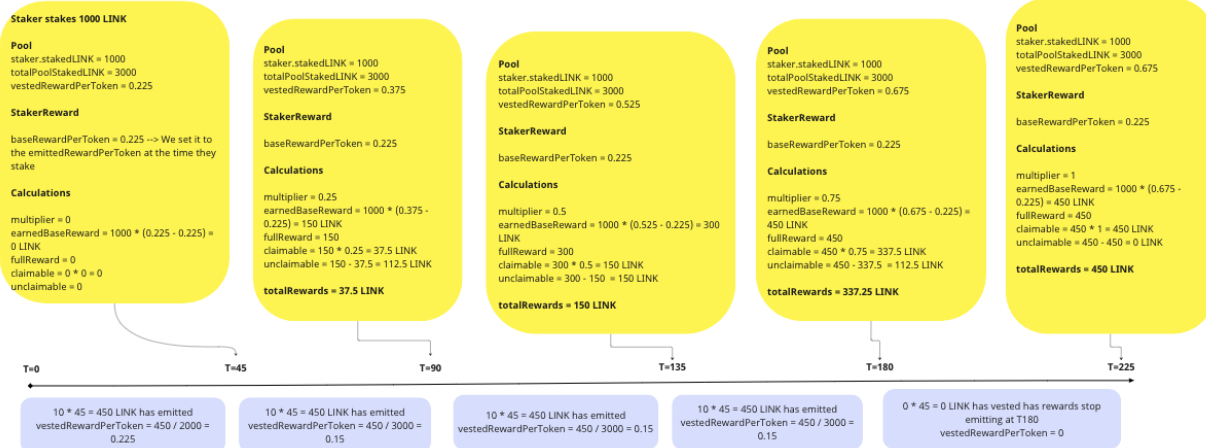 Staker stakes 1000 LINK
Pool
staker.stakedLINK = 1000
totalPoolStakedLINK = 3000
vestedRewardPerToken = 0.225
StakerReward
baseRewardPerToken = 0.225 --> We set it to
the emittedRewardPerToken at the time they
stake
Calculations
multiplier = 0
earnedBaseReward = 1000 * (0.225 - 0.225) =
0 LINK
fullReward = 0
claimable = 0 * 0 = 0
unclaimable = 0
Pool
staker.stakedLINK = 1000
totalPoolStakedLINK = 3000
vestedRewardPerToken = 0.375
StakerReward
baseRewardPerToken = 0.225
Calculations
multiplier = 0.25
earnedBaseReward = 1000 * (0.375 -
0.225) = 150 LINK
fullReward = 150
claimable = 150 * 0.25 = 37.5 LINK
unclaimable = 150 - 37.5 = 112.5 LINK
totalRewards = 37.5 LINK
Pool
staker.stakedLINK = 1000
totalPoolStakedLINK = 3000
vestedRewardPerToken = 0.525
StakerReward
baseRewardPerToken = 0.225
Calculations
multiplier = 0.5
earnedBaseReward = 1000 * (0.525 - 0.225) = 300
LINK
fullReward = 300
claimable = 300 * 0.5 = 150 LINK
unclaimable = 300 - 150 = 150 LINK
totalRewards = 150 LINK
Pool
staker.stakedLINK = 1000
totalPoolStakedLINK = 3000
vestedRewardPerToken = 0.675
StakerReward
baseRewardPerToken = 0.225
Calculations
multiplier = 0.75
earnedBaseReward = 1000 * (0.675 - 0.225) =
450 LINK
fullReward = 450
claimable = 450 * 0.75 = 337.5 LINK
unclaimable = 450 - 337.5 = 112.5 LINK
totalRewards = 337.25 LINK
Pool
staker.stakedLINK = 1000
totalPoolStakedLINK = 3000
vestedRewardPerToken = 0.675
StakerReward
baseRewardPerToken = 0.225
Calculations
multiplier = 1
earnedBaseReward = 1000 * (0.675 -
0.225) = 450 LINK
fullReward = 450
claimable = 450 * 1 = 450 LINK
unclaimable = 450 - 450 = 0 LINK
totalRewards = 450 LINK
T=0
T=45
T=90
T=135
T=180
T=225
10 * 45 = 450 LINK has emitted
vestedRewardPerToken = 450 / 2000 =
0.225
10 * 45 = 450 LINK has emitted
vestedRewardPerToken = 450 / 3000 =
0.15
10 * 45 = 450 LINK has emitted
vestedRewardPerToken = 450 / 3000 = 0.15
10 * 45 = 450 LINK has emitted
vestedRewardPerToken = 450 / 3000 =
0.15
0 * 45 = 0 LINK has vested has rewards stop
emitting at T180
vestedRewardPerToken = 0